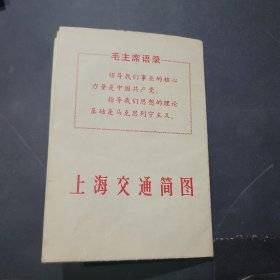 毛主席语录
领导我们事业的核心
力量是中国共产党。
指导我们思想的理论
基础是马克思列宁主义。
上海交通简图